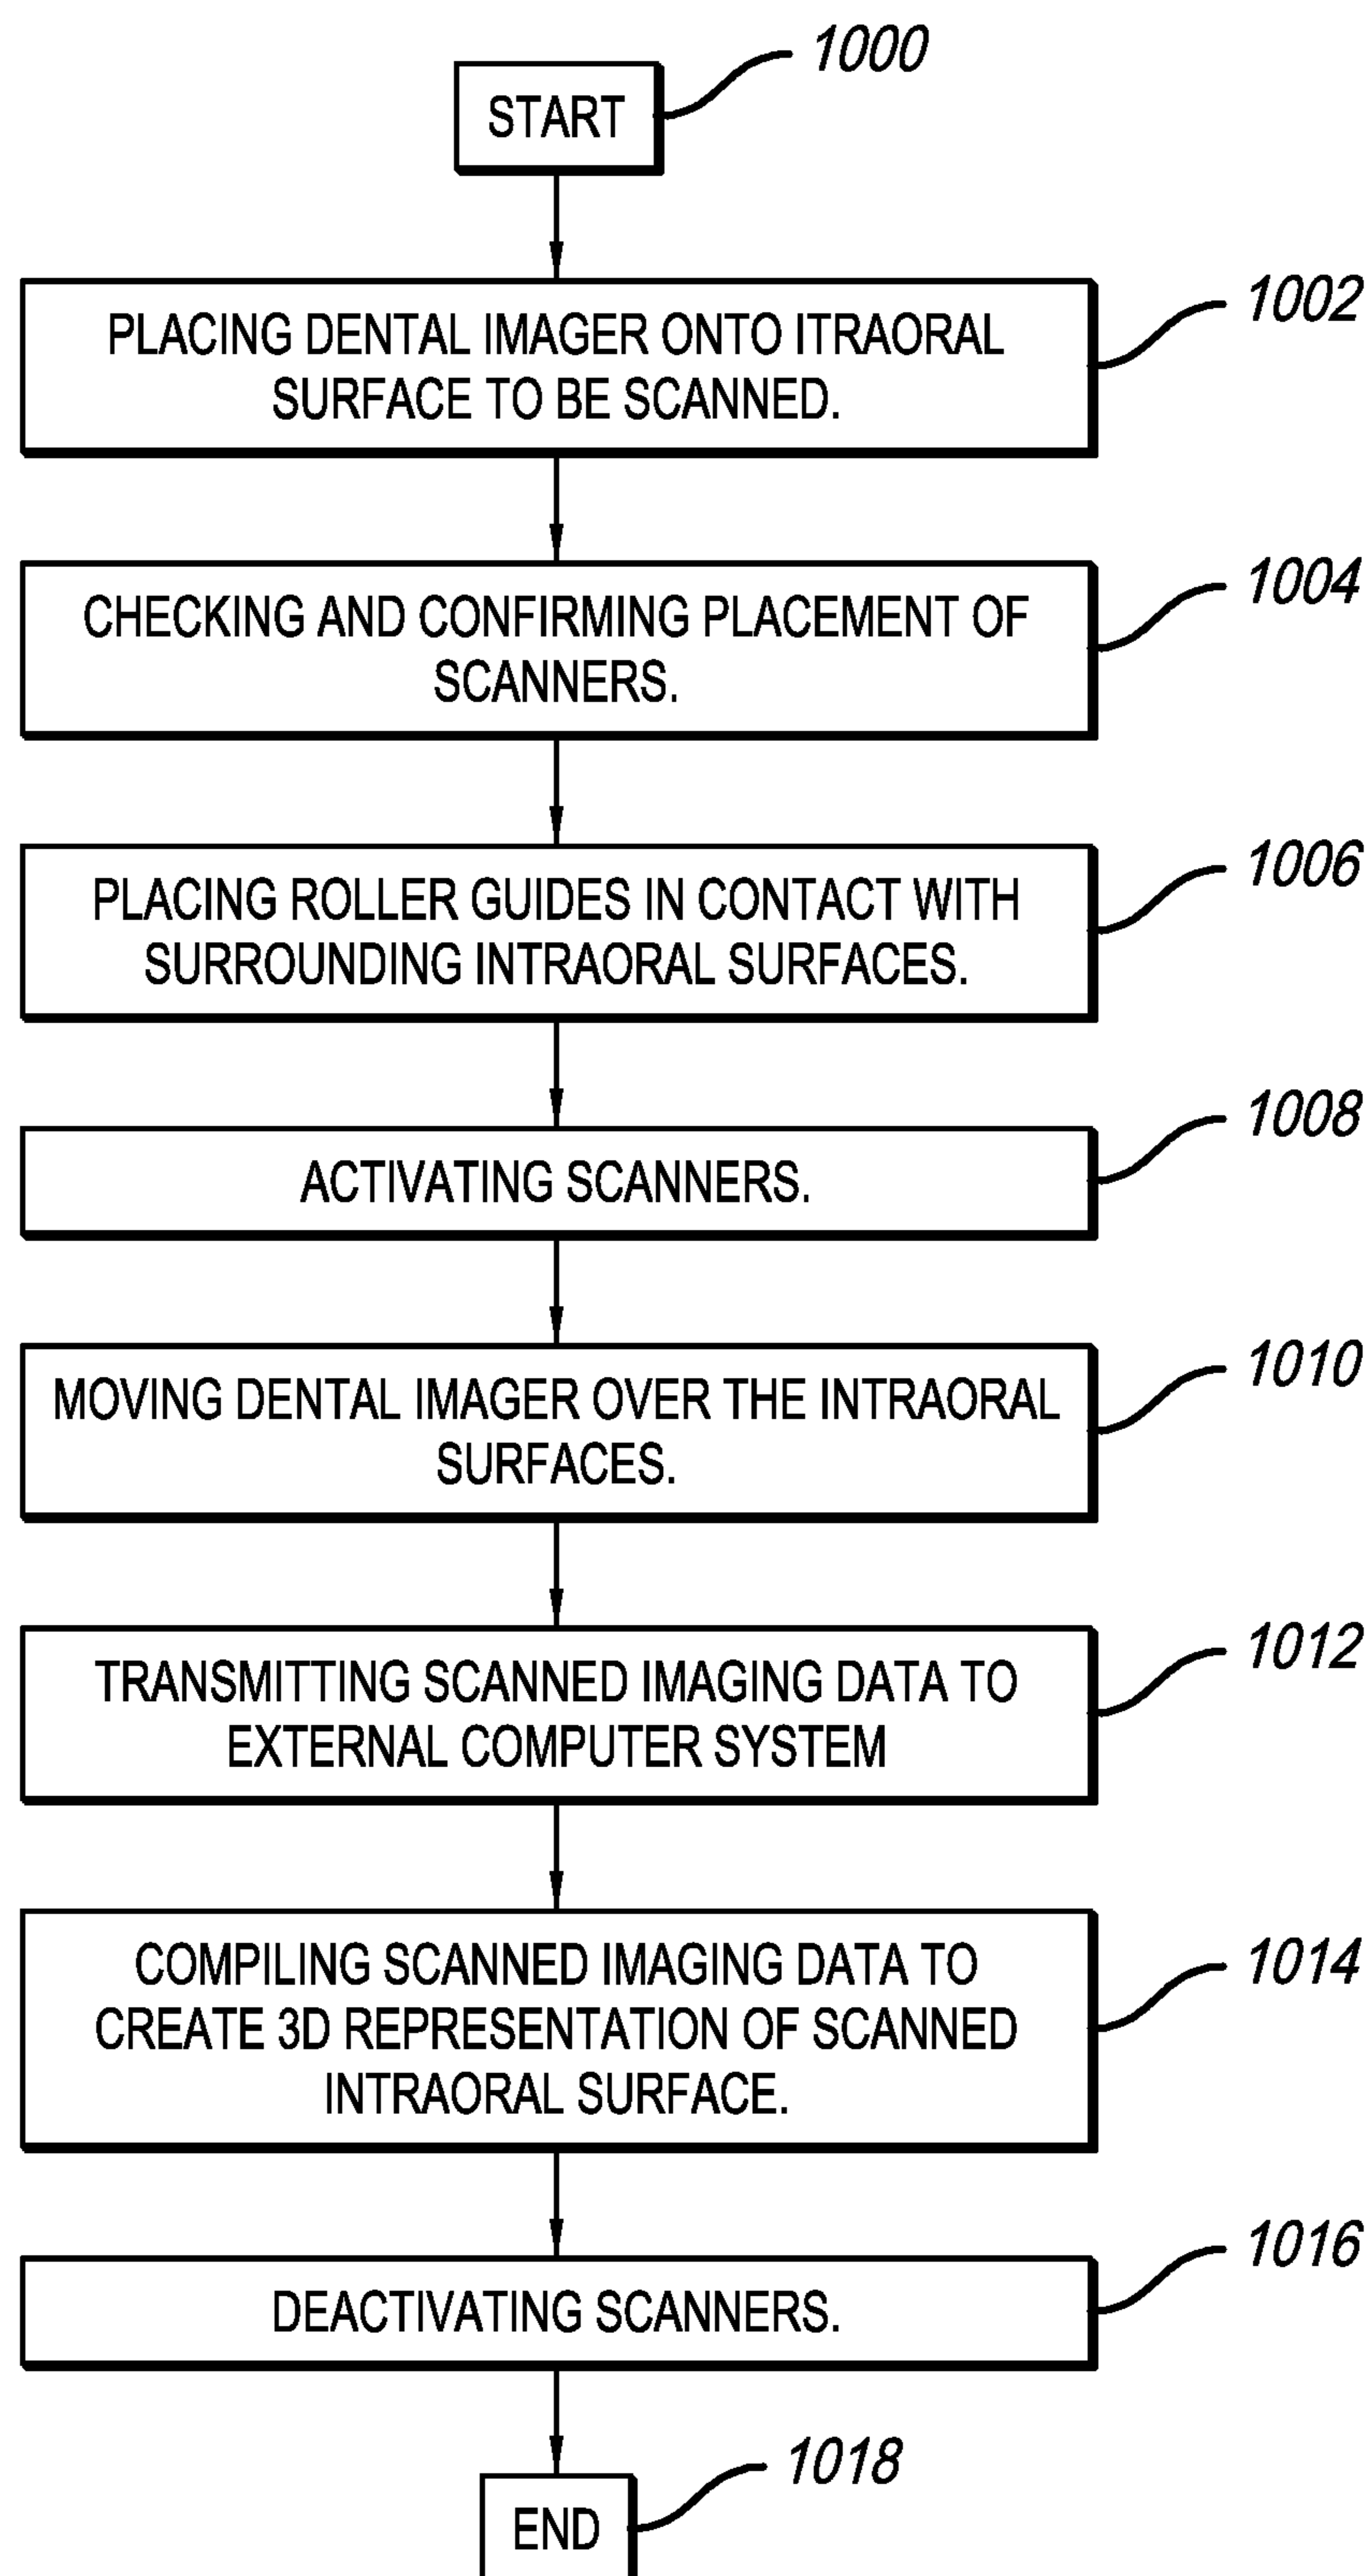 1000
START
1002
PLACING DENTAL IMAGER ONTO ITRAORAL
SURFACE TO BE SCANNED.
1004
CHECKING AND CONFIRMING PLACEMENT OF
SCANNERS.
1006
PLACING ROLLER GUIDES IN CONTACT WITH
SURROUNDING INTRAORAL SURFACES.
1008
ACTIVATING SCANNERS.
1010
MOVING DENTAL IMAGER OVER THE INTRAORAL
SURFACES.
1012
TRANSMITTING SCANNED IMAGING DATA TO
EXTERNAL COMPUTER SYSTEM
1014
COMPILING SCANNED IMAGING DATA TO
CREATE 3D REPRESENTATION OF SCANNED
INTRAORAL SURFACE.
1016
DEACTIVATING SCANNERS.
1018
END